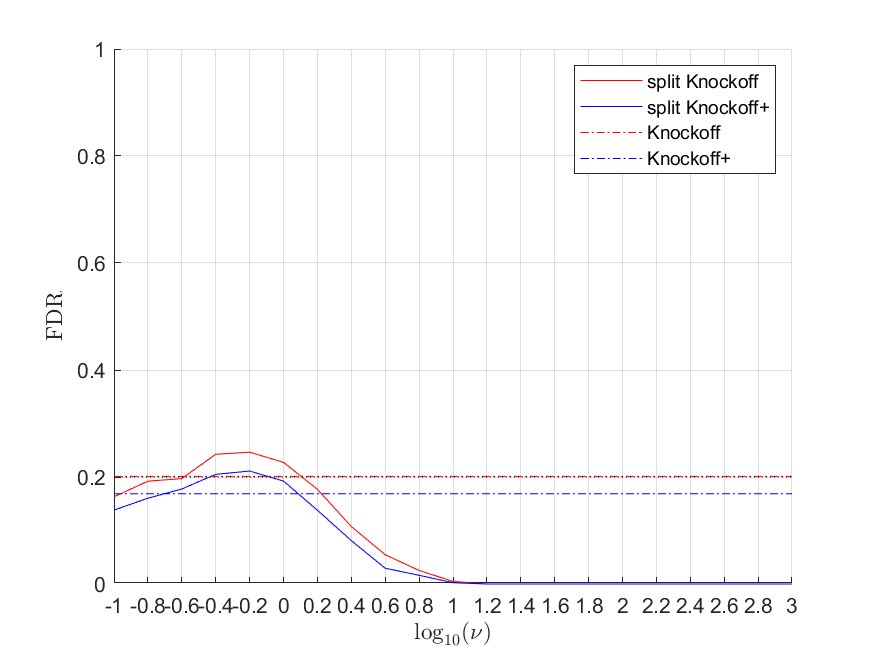 1
0.8
0.6
0.4
0.2
0
FDR
split Knockoff
split Knockoff+
Knockoff
Knockoff+
-1 -0.8 -0.6 -0.4 -0.2 0 0.2 0.4 0.6 0.8 1 1.2 1.4 1.6 1.8 2 2.2 2.4 2.6 2.8 3
log10(ν)